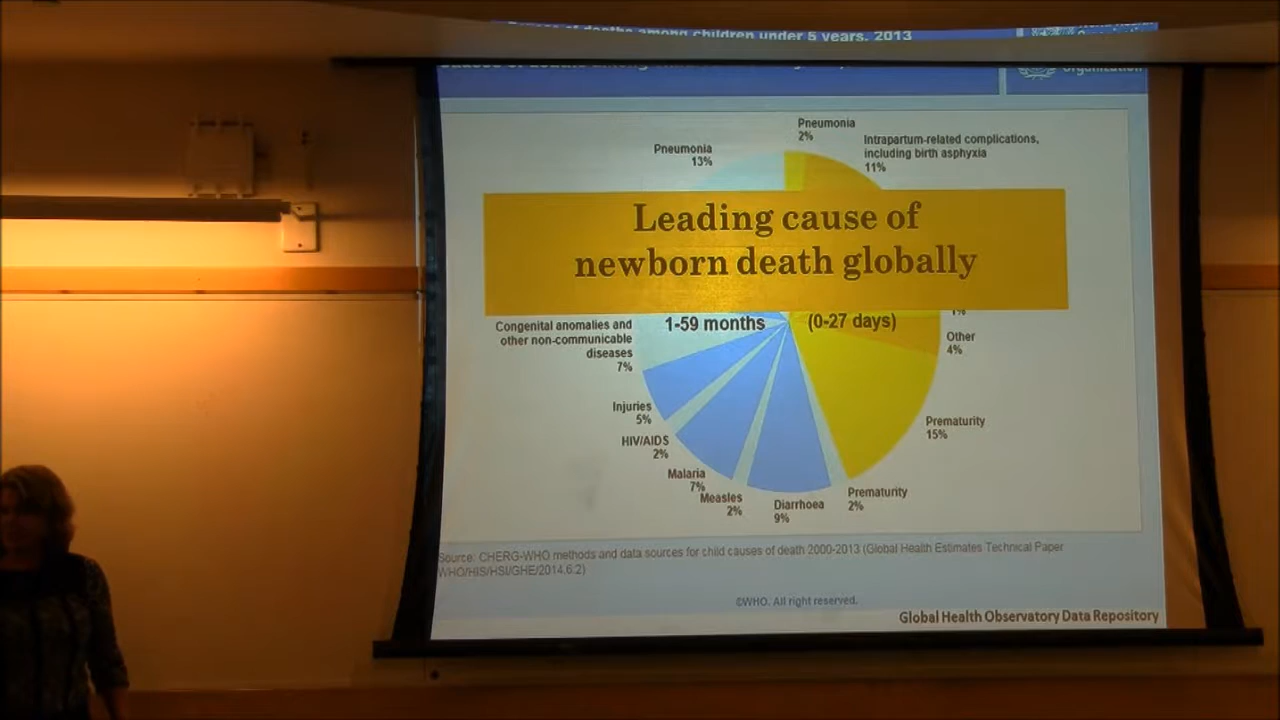 Causes of deaths among children under 5 years, 2013
Organization
Pneumonia
2%
Intrapartum-related complications,
including birth asphyxia
11%
Pneumonia
13%
Leading cause of
newborn death globally
1%
1-59 months
(0-27 days)
Congenital anomalies and
other non-communicable
diseases
7%
Other
4%
Injuries
5%
Prematurity
15%
HIV/AIDS
2%
Malaria
7%
Measles
2%
Diarrhoea
9%
Prematurity
2%
Source: CHERG-WHO methods and data sources for child causes of death 2000-2013 (Global Health Estimates Technical Paper
WHO/HIS/HSI/GHE/2014.6.2)
©WHO. All right reserved.
Global Health Observatory Data Repository